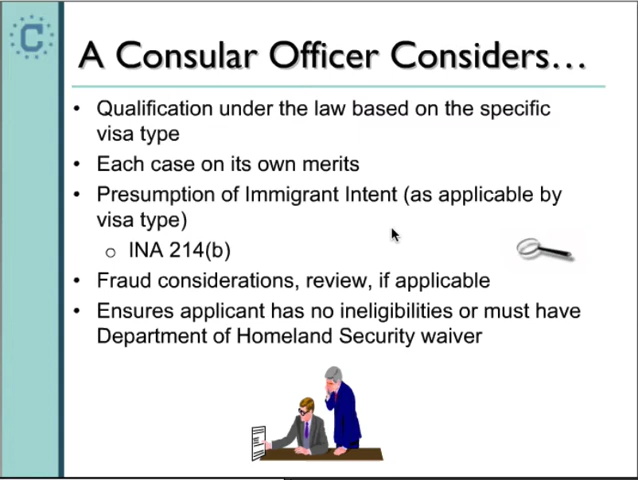 C
A Consular Officer Considers…
• Qualification under the law based on the specific
visa type
• Each case on its own merits
• Presumption of Immigrant Intent (as applicable by
visa type)
o INA 214(b)
• Fraud considerations, review, if applicable
• Ensures applicant has no ineligibilities or must have
Department of Homeland Security waiver